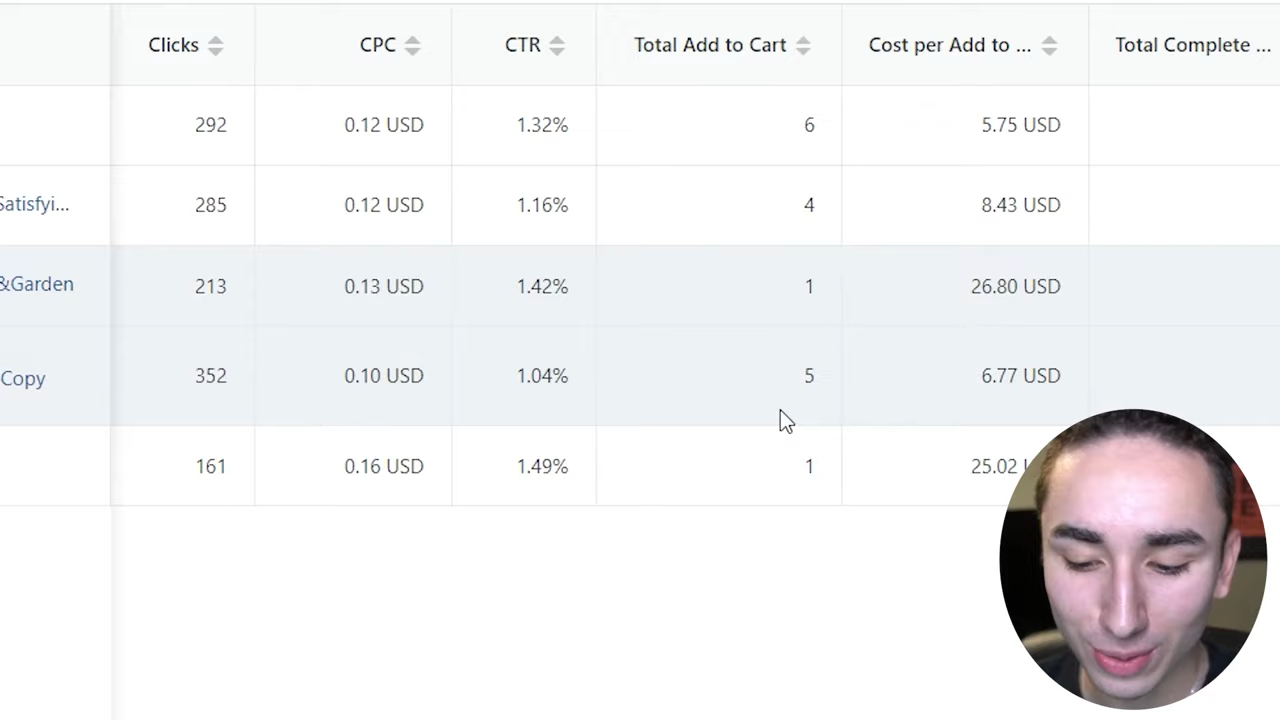 Clicks CPC CTR Total Add to Cart Cost per Add to ... Total Complete ...
292 0.12 USD 1.32% 6 5.75 USD
Satisfyi... 285 0.12 USD 1.16% 4 8.43 USD
&Garden 213 0.13 USD 1.42% 1 26.80 USD
Copy 352 0.10 USD 1.04% 5 6.77 USD
161 0.16 USD 1.49% 1 25.02